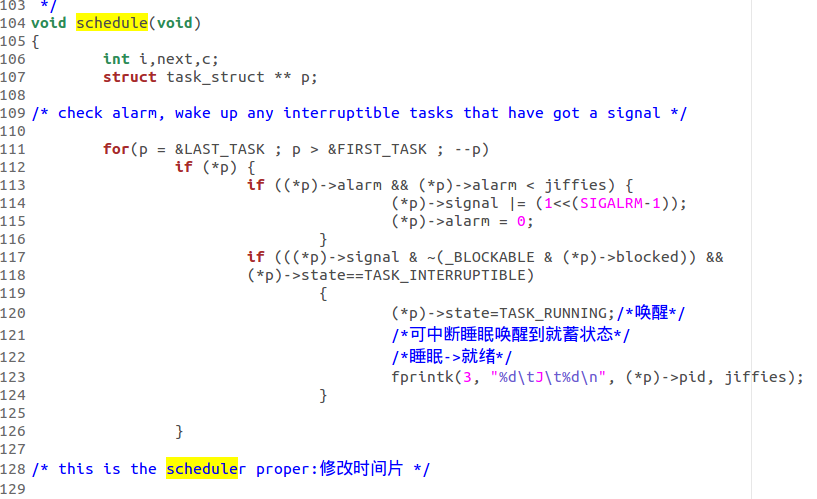 103  */
104 void schedule(void)
105 {
106         int i,next,c;
107         struct task_struct ** p;
108
109 /* check alarm, wake up any interruptible tasks that have got a signal */
110
111         for(p = &LAST_TASK ; p > &FIRST_TASK ; --p)
112                 if (*p) {
113                         if ((*p)->alarm && (*p)->alarm < jiffies) {
114                                         (*p)->signal |= (1<<(SIGALRM-1));
115                                         (*p)->alarm = 0;
116                                 }
117                         if (((*p)->signal & ~(_BLOCKABLE & (*p)->blocked)) &&
118                         (*p)->state==TASK_INTERRUPTIBLE)
119                                 {
120                                         (*p)->state=TASK_RUNNING;/*唤醒*/
121                                         /*可中断睡眠唤醒到就蓄状态*/
122                                         /*睡眠->就绪*/
123                                         fprintk(3, "%d\tJ\t%d\n", (*p)->pid, jiffies);
124                                 }
125
126                 }
127
128 /* this is the scheduler proper:修改时间片 */
129